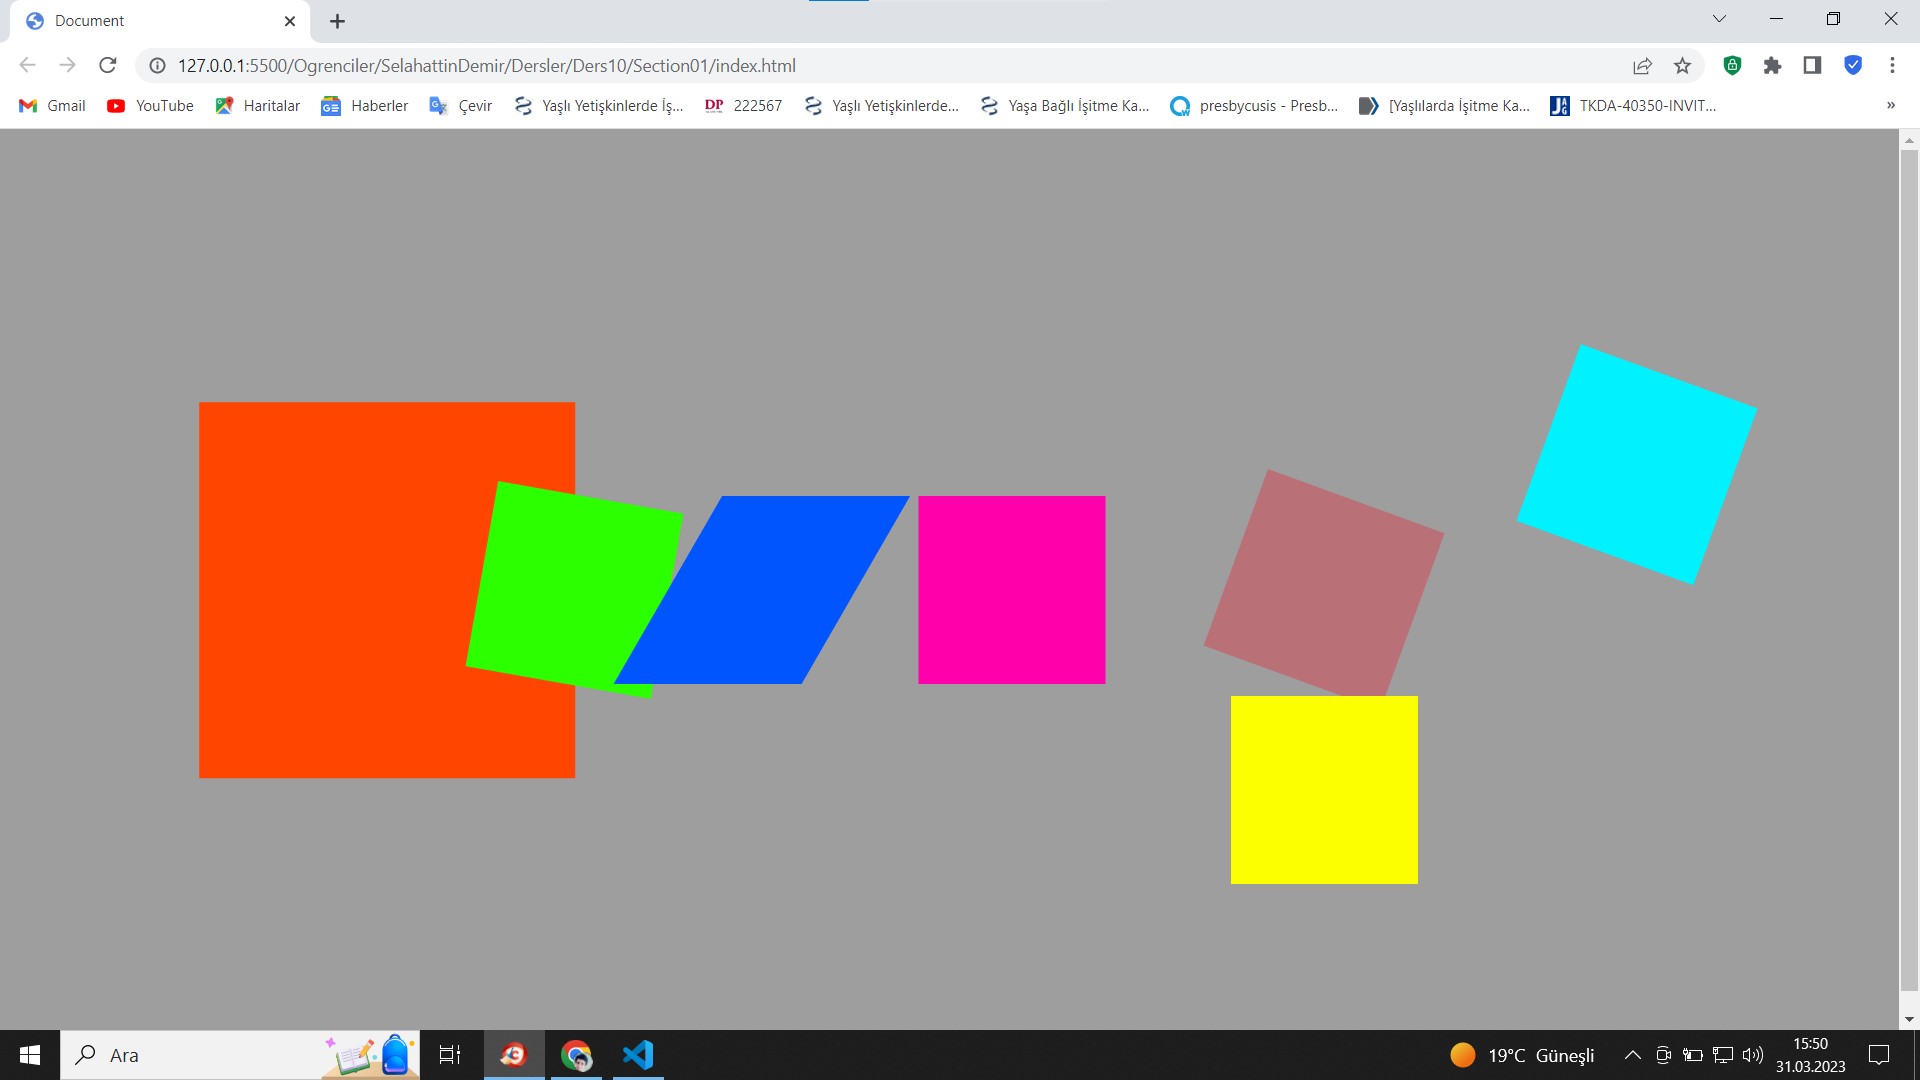 Document
127.0.0.1:5500/Ogrenciler/SelahattinDemir/Dersler/Ders10/Section01/index.html
Gmail YouTube Haritalar Haberler Çevir Yaşlı Yetişkinlerde İş... DP 222567 Yaşlı Yetişkinlerde... Yaşa Bağlı İşitme Ka... presbycusis - Presb... [Yaşlılarda İşitme Ka... TKDA-40350-INVIT... »
Ara 19°C Güneşli 15:50
31.03.2023